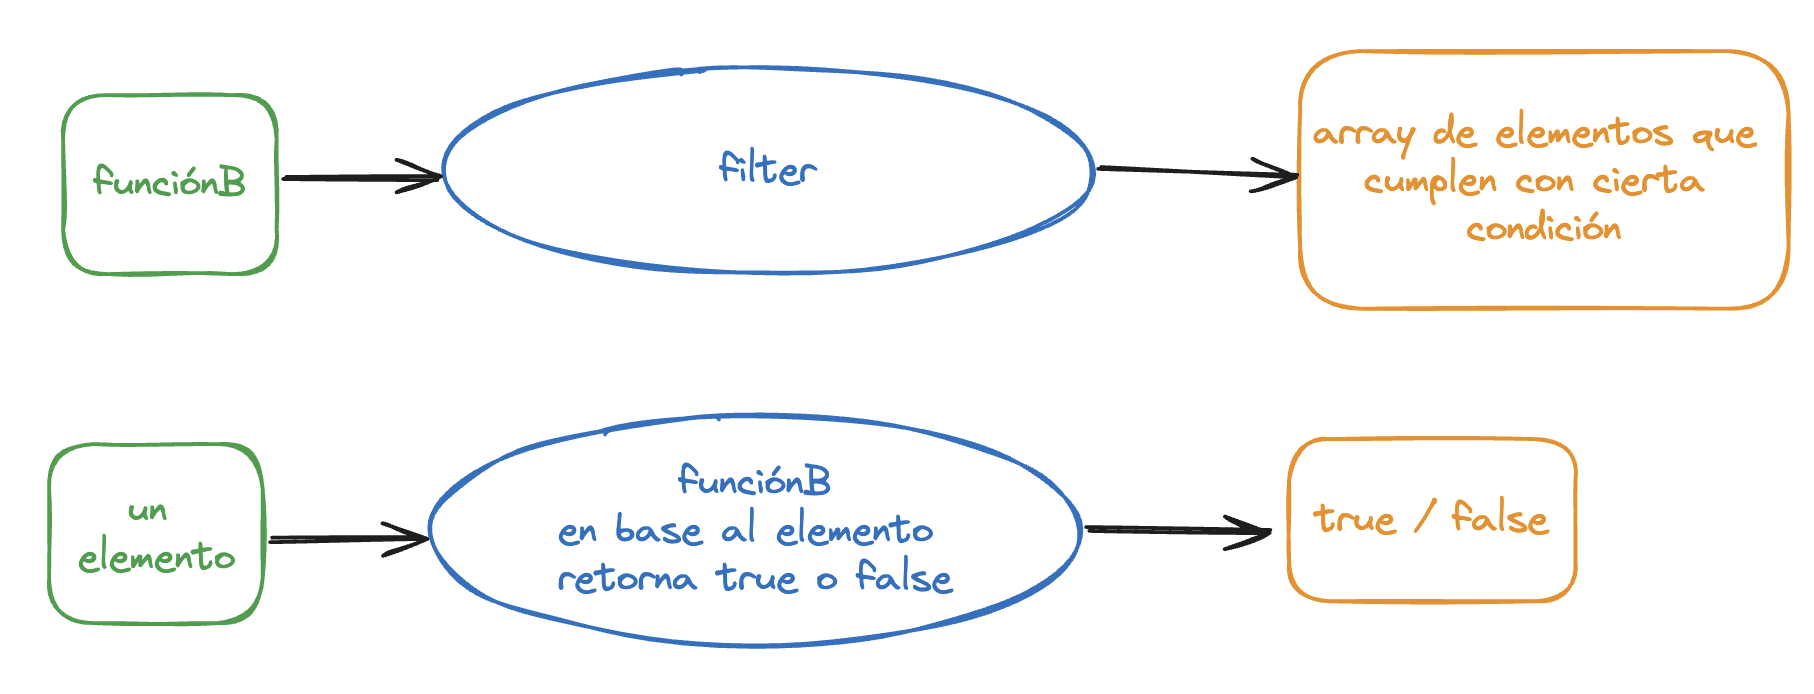 funciónB
filter
array de elementos que
cumplen con cierta
condición
un
elemento
funciónB
en base al elemento
retorna true o false
true / false